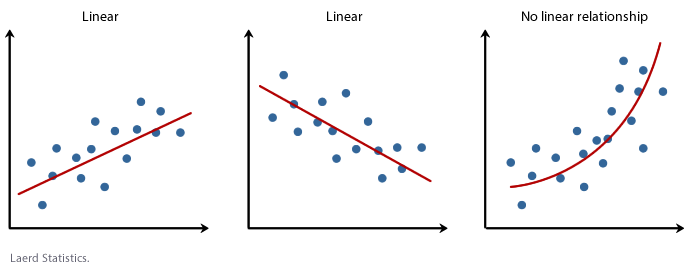 Linear
Linear
No linear relationship
Laerd Statistics.